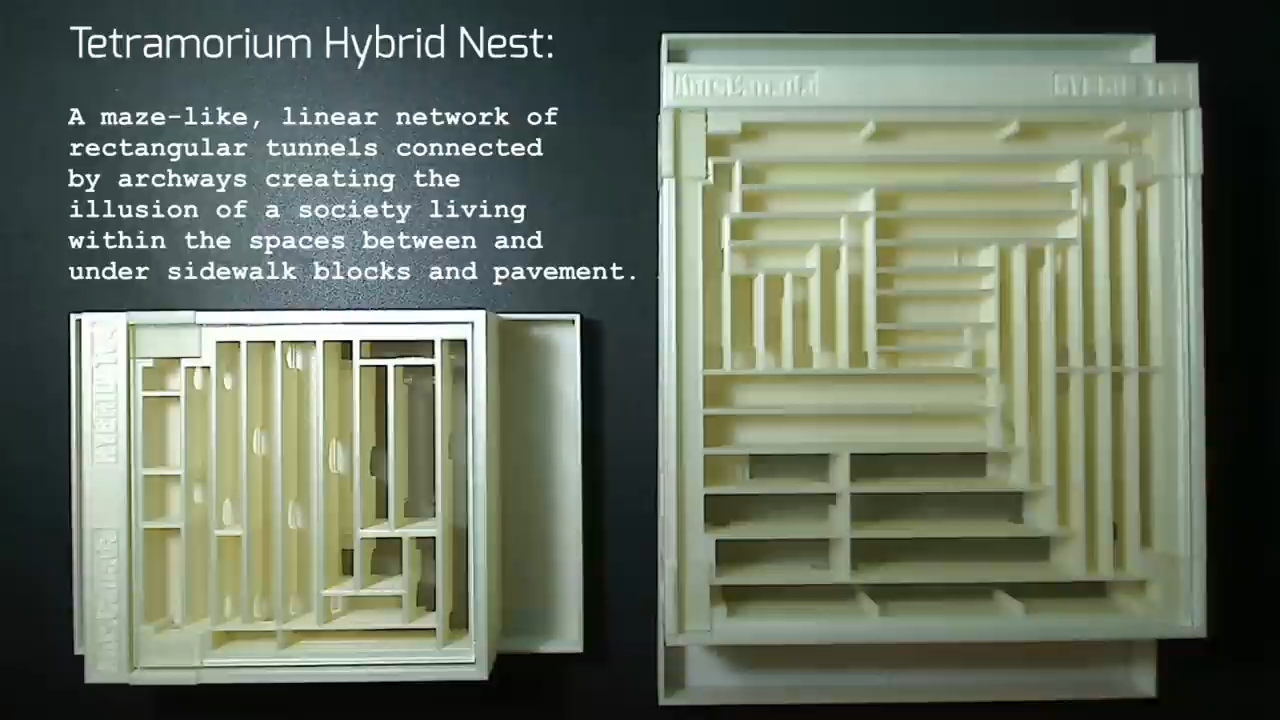 Tetramorium Hybrid Nest:
A maze-like, linear network of
rectangular tunnels connected
by archways creating the
illusion of a society living
within the spaces between and
under sidewalk blocks and pavement.